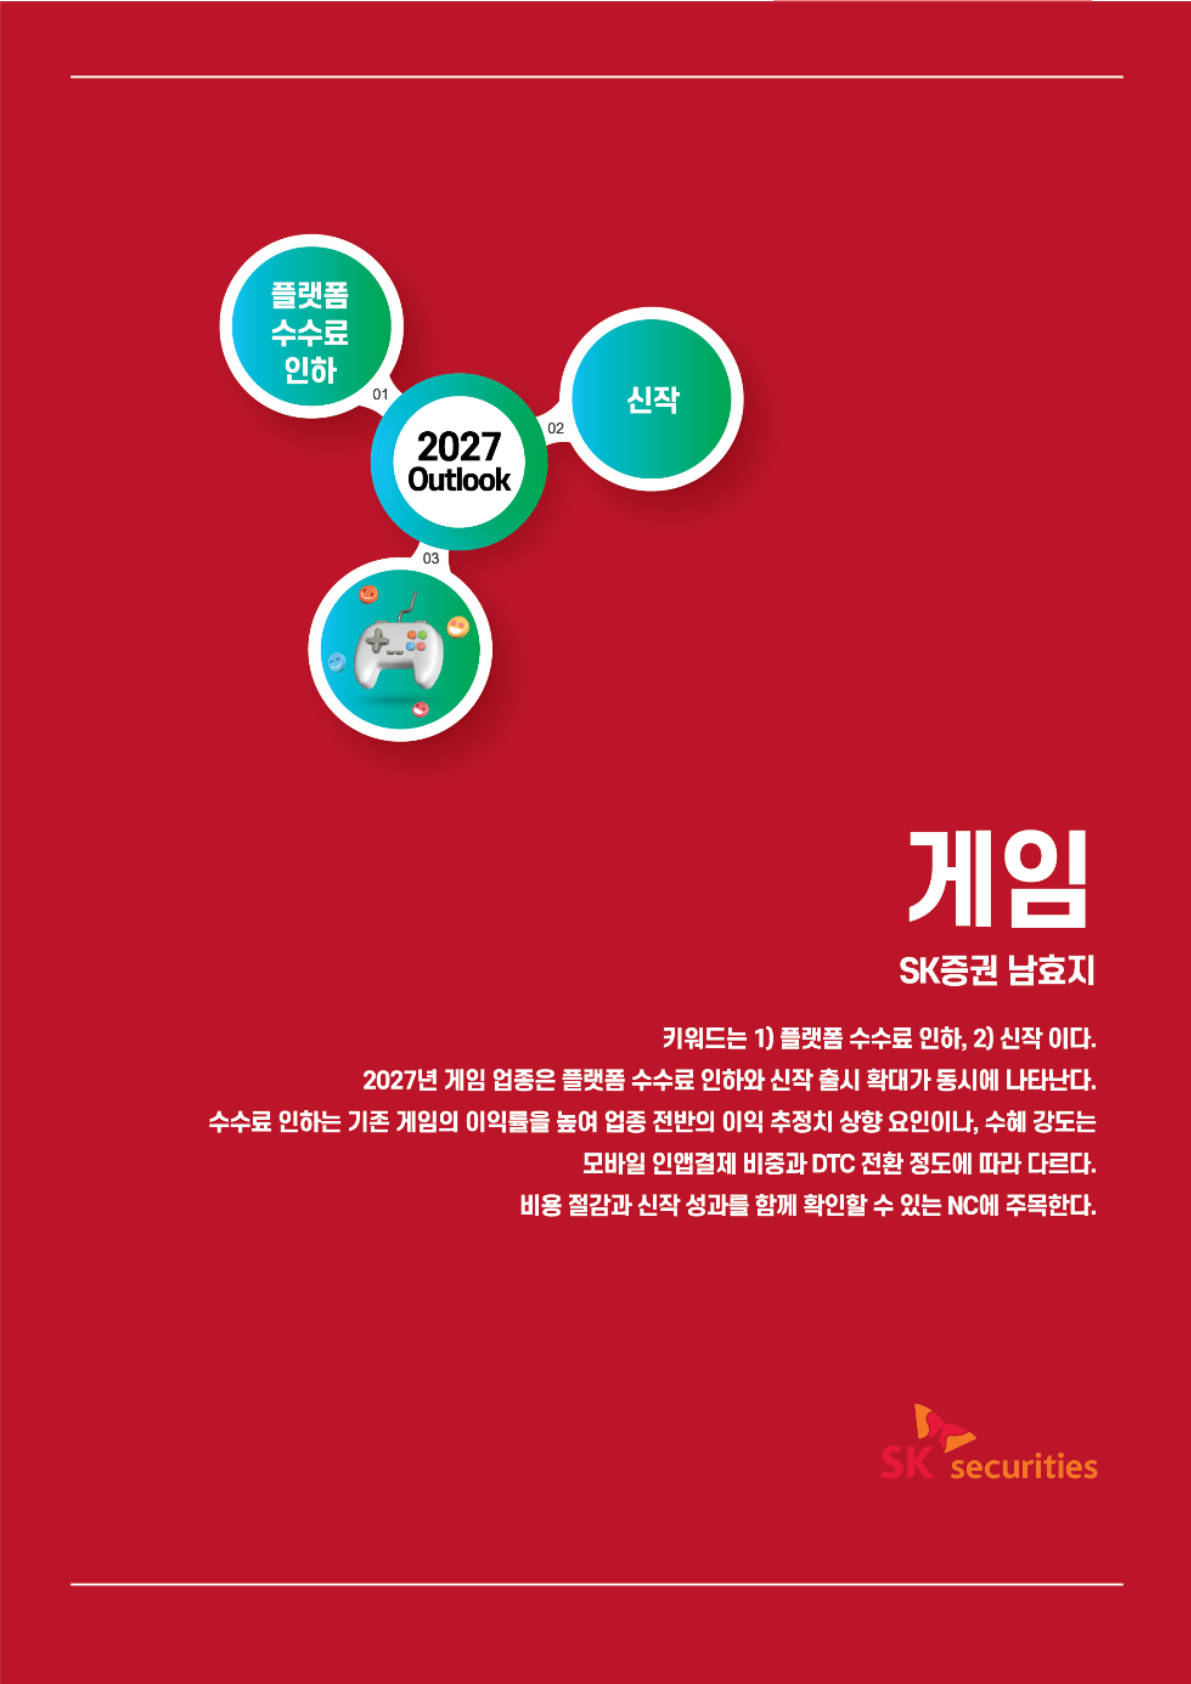 플랫폼
수수료
인하
01
신작
02
2027
Outlook
03
게임
SK증권 남효지
키워드는 1) 플랫폼 수수료 인하, 2) 신작 이다.
2027년 게임 업종은 플랫폼 수수료 인하와 신작 출시 확대가 동시에 나타난다.
수수료 인하는 기존 게임의 이익률을 높여 업종 전반의 이익 추정치 상향 요인이나, 수혜 강도는
모바일 인앱결제 비중과 DTC 전환 정도에 따라 다르다.
비용 절감과 신작 성과를 함께 확인할 수 있는 NC에 주목한다.
SK securities